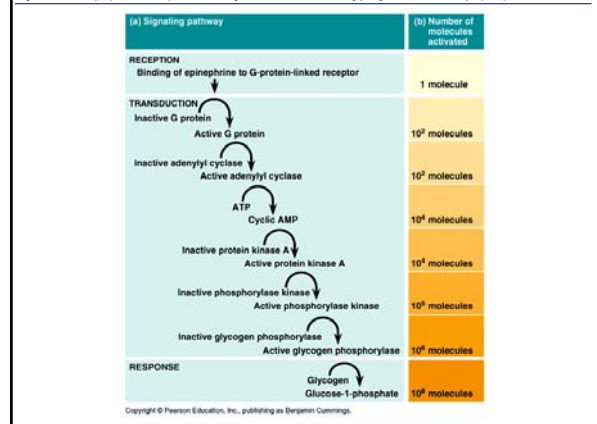 (a) Signaling pathway
(b) Number of
molecules
activated
RECEPTION
Binding of epinephrine to G-protein-linked receptor
1 molecule
TRANSDUCTION
Inactive G protein
Active G protein
10² molecules
Inactive adenylyl cyclase
Active adenylyl cyclase
10² molecules
ATP
Cyclic AMP
10⁴ molecules
Inactive protein kinase A
Active protein kinase A
10⁴ molecules
Inactive phosphorylase kinase
Active phosphorylase kinase
10⁵ molecules
Inactive glycogen phosphorylase
Active glycogen phosphorylase
10⁶ molecules
RESPONSE
Glycogen
Glucose-1-phosphate
10⁸ molecules
Copyright © Pearson Education, Inc., publishing as Benjamin Cummings.